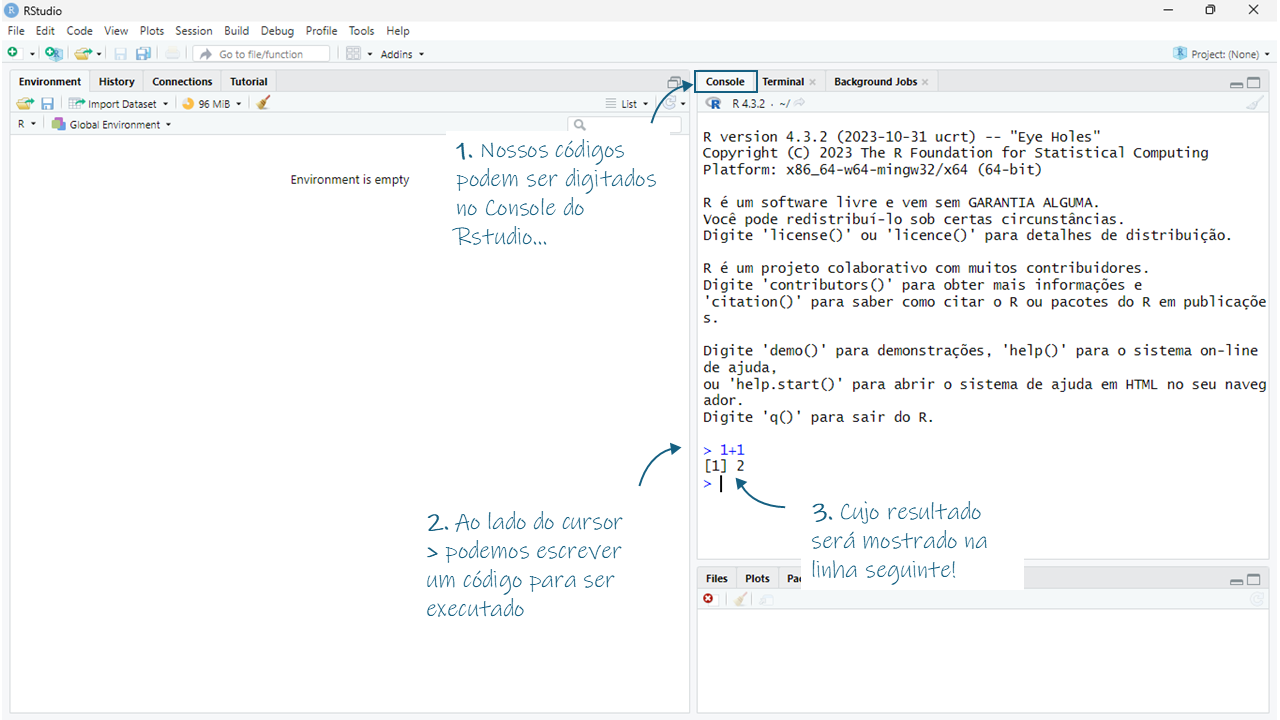 RStudio
File Edit Code View Plots Session Build Debug Profile Tools Help
Go to file/function
Addins
Project: (None)
Environment History Connections Tutorial
Import Dataset
96 MiB
List
R
Global Environment
Environment is empty
1. Nossos códigos
podem ser digitados
no Console do
Rstudio...
2. Ao lado do cursor
> podemos escrever
um código para ser
executado
Console Terminal Background Jobs
R 4.3.2 · ~/
R version 4.3.2 (2023-10-31 ucrt) -- "Eye Holes"
Copyright (C) 2023 The R Foundation for Statistical Computing
Platform: x86_64-w64-mingw32/x64 (64-bit)
R é um software livre e vem sem GARANTIA ALGUMA.
Você pode redistribuí-lo sob certas circunstâncias.
Digite 'license()' ou 'licence()' para detalhes de distribuição.
R é um projeto colaborativo com muitos contribuidores.
Digite 'contributors()' para obter mais informações e
'citation()' para saber como citar o R ou pacotes do R em publicaçõe
s.
Digite 'demo()' para demonstrações, 'help()' para o sistema on-line
de ajuda,
ou 'help.start()' para abrir o sistema de ajuda em HTML no seu naveg
ador.
Digite 'q()' para sair do R.
> 1+1
[1] 2
>
3. Cujo resultado
será mostrado na
linha seguinte!
Files Plots